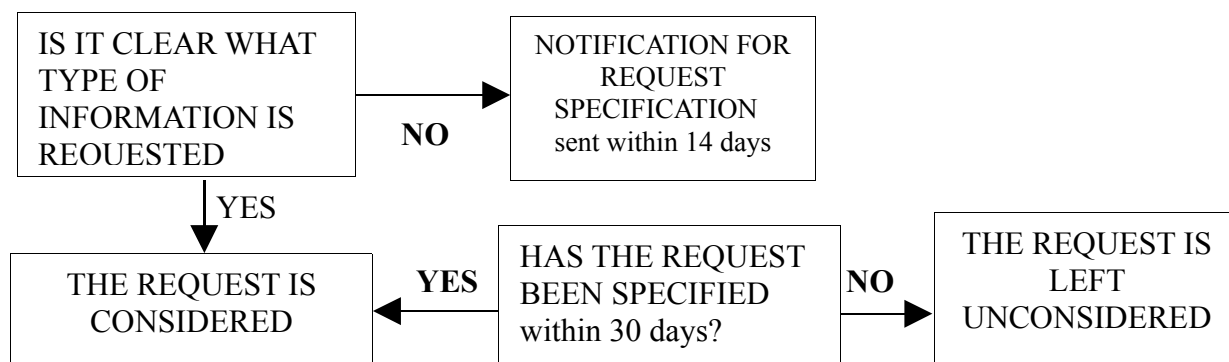 IS IT CLEAR WHAT
TYPE OF
INFORMATION IS
REQUESTED
NOTIFICATION FOR
REQUEST
SPECIFICATION
sent within 14 days
NO
YES
THE REQUEST IS
CONSIDERED
YES
HAS THE REQUEST
BEEN SPECIFIED
within 30 days?
NO
THE REQUEST IS
LEFT
UNCONSIDERED